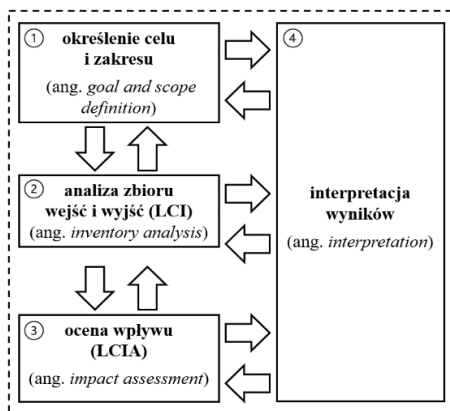 ①
określenie celu
i zakresu
(ang. goal and scope
definition)
②
analiza zbioru
wejść i wyjść (LCI)
(ang. inventory analysis)
③
ocena wpływu
(LCIA)
(ang. impact assessment)
④
interpretacja
wyników
(ang. interpretation)